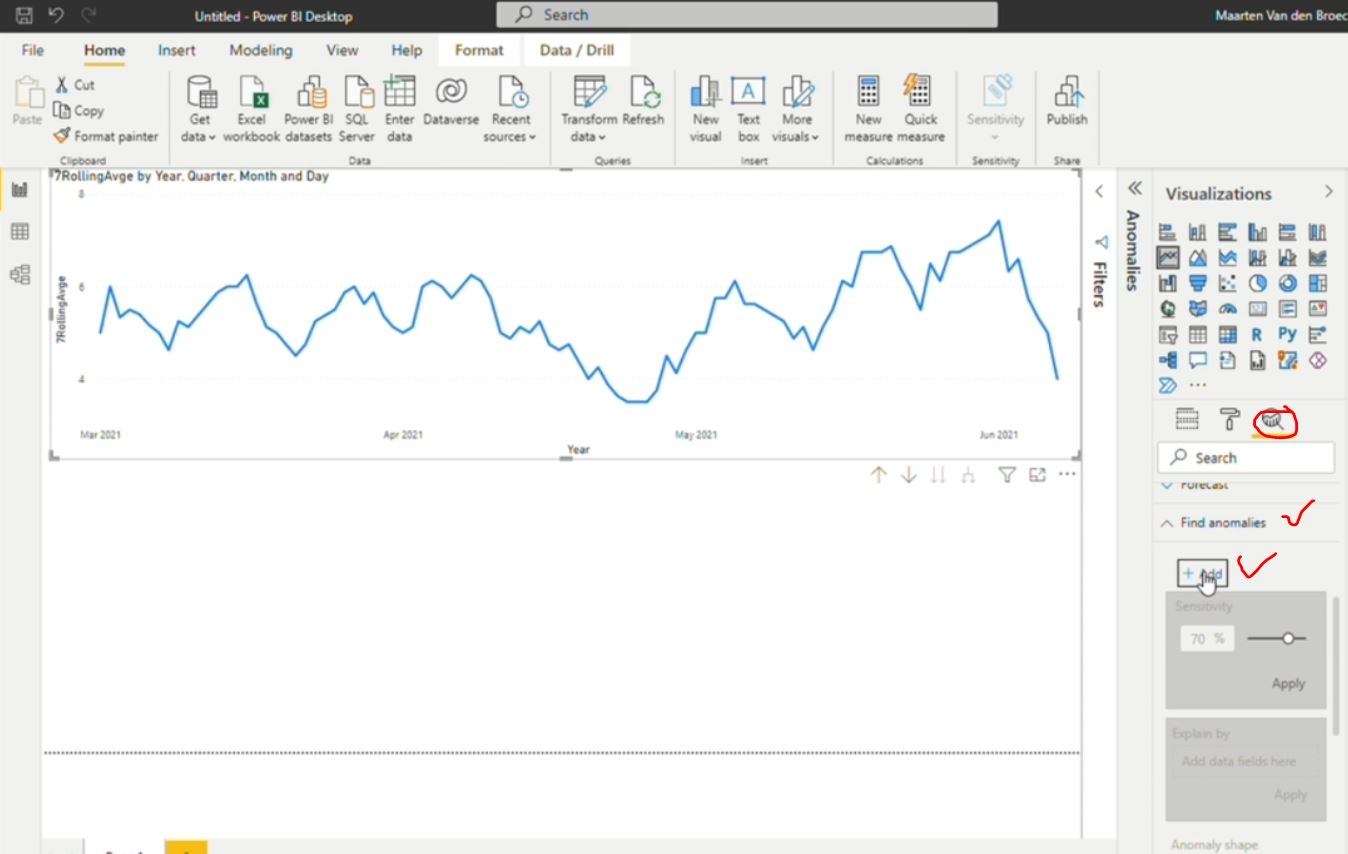 Untitled - Power BI Desktop
Search
Maarten Van den Broec
File
Home
Insert
Modeling
View
Help
Format
Data / Drill
Paste
Cut
Copy
Format painter
Clipboard
Get data
Excel workbook
Power BI datasets
SQL Server
Enter data
Dataverse
Recent sources
Data
Transform data
Refresh
Queries
New visual
Text box
More visuals
Insert
New measure
Quick measure
Calculations
Sensitivity
Sensitivity
Publish
Share
7RollingAvge by Year, Quarter, Month and Day
8
6
4
7RollingAvge
Mar 2021
Apr 2021
May 2021
Jun 2021
Year
Filters
Anomalies
Visualizations
R
Py
Search
Forecast
Find anomalies
+ Add
Sensitivity
70 %
Apply
Explain by
Add data fields here
Apply
Anomaly shape